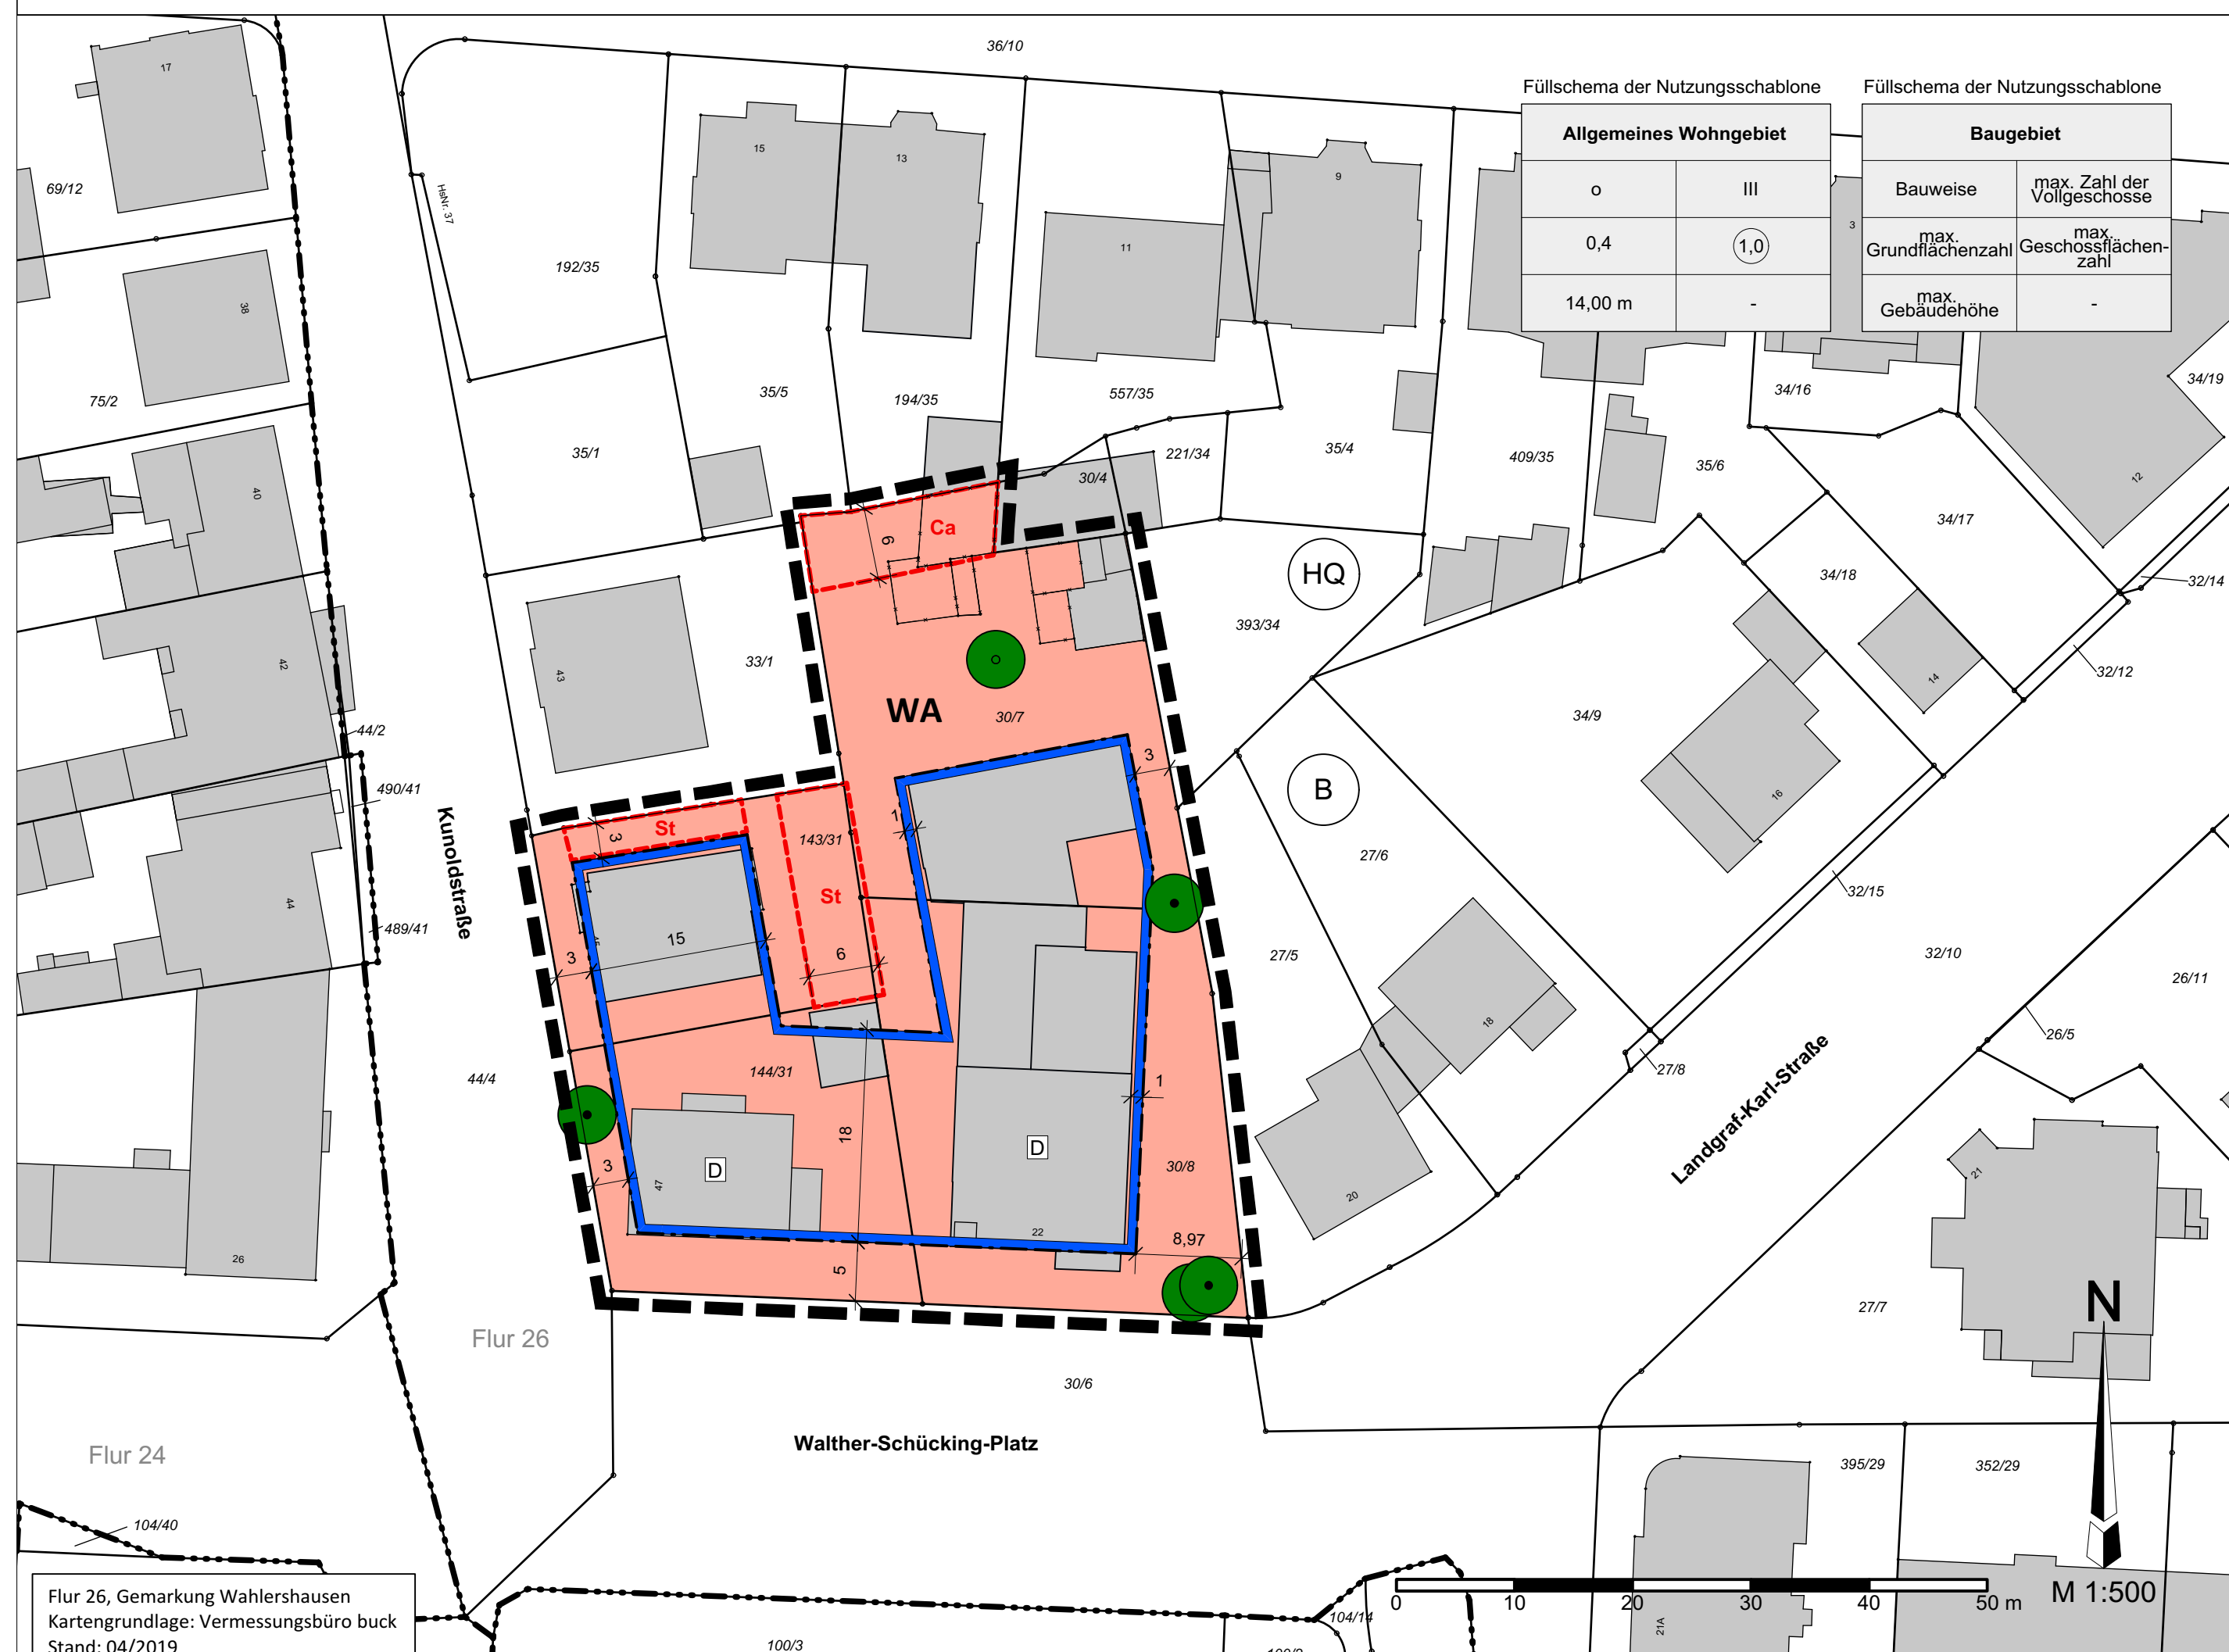 36/10
17
69/12
HsNr. 37
192/35
15
13
11
9
3
Füllschema der Nutzungsschablone
Allgemeines Wohngebiet
o
III
0,4
1,0
14,00 m
-
Füllschema der Nutzungsschablone
Baugebiet
Bauweise
max. Zahl der
Vollgeschosse
max.
Grundflächenzahl
max.
Geschossflächen-
zahl
max.
Gebäudehöhe
-
38
75/2
35/5
194/35
557/35
34/16
34/19
35/1
221/34
35/4
409/35
35/6
12
40
30/4
Ca
6
34/17
HQ
34/18
32/14
393/34
42
43
33/1
14
32/12
WA
30/7
34/9
44/2
3
490/41
B
16
Kunoldstraße
St
3
143/31
1
27/6
32/15
St
44
489/41
15
45
3
6
27/5
32/10
26/11
18
26/5
44/4
144/31
1
27/8
Landgraf-Karl-Straße
18
D
D
3
47
30/8
21
20
22
8,97
26
5
27/7
N
Flur 26
30/6
Flur 24
Walther-Schücking-Platz
395/29
352/29
104/40
Flur 26, Gemarkung Wahlershausen
Kartengrundlage: Vermessungsbüro buck
Stand: 04/2019
0 10 20 30 40 50 m
M 1:500
104/14
21A
100/3